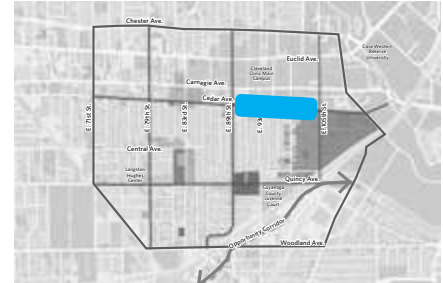 Chester Ave.
Case Western
Reserve
University
Euclid Ave.
Cleveland
Clinic Main
Campus
Carnegie Ave.
Cedar Ave.
E. 71st St.
E. 79th St.
E. 83rd St.
E. 89th St.
E. 93
E. 105th St.
Central Ave.
Langston
Hughes
Center
Quincy Ave.
Cuyahoga
County
Juvenile
Court
Opportunity Corridor
Woodland Ave.